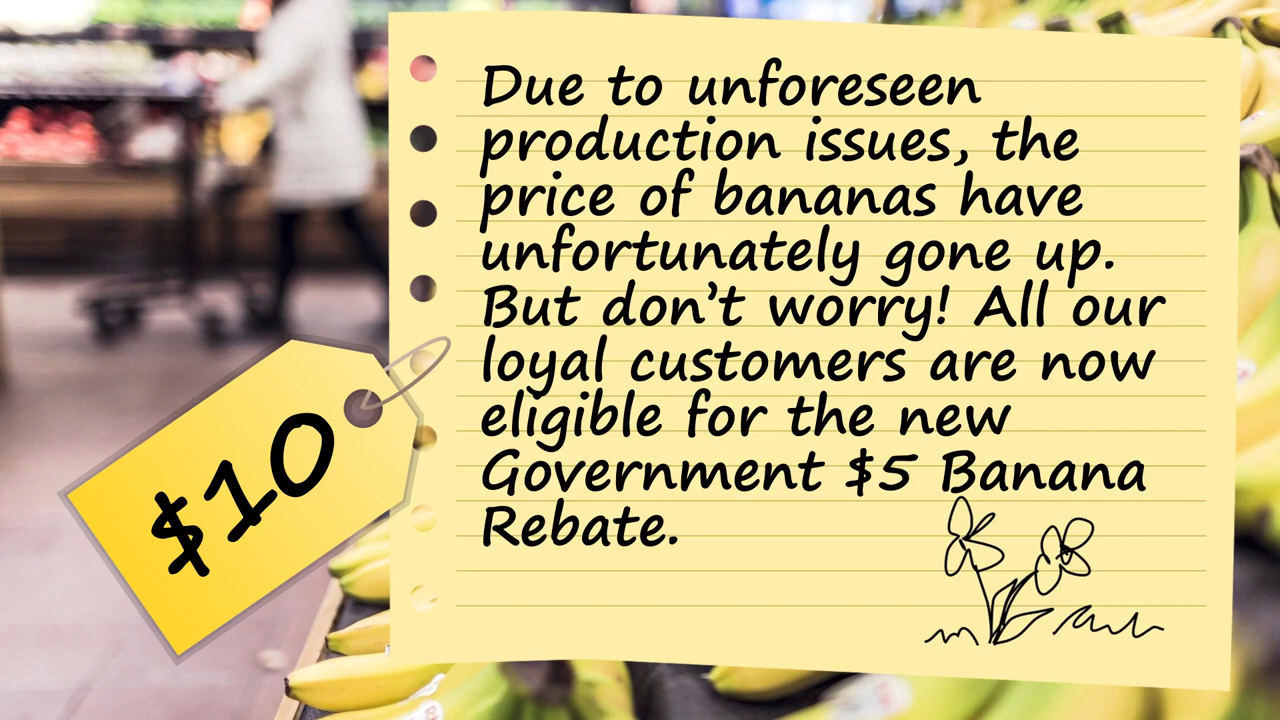 Due to unforeseen
production issues, the
price of bananas have
unfortunately gone up.
But don't worry! All our
loyal customers are now
eligible for the new
Government $5 Banana
Rebate.
$10